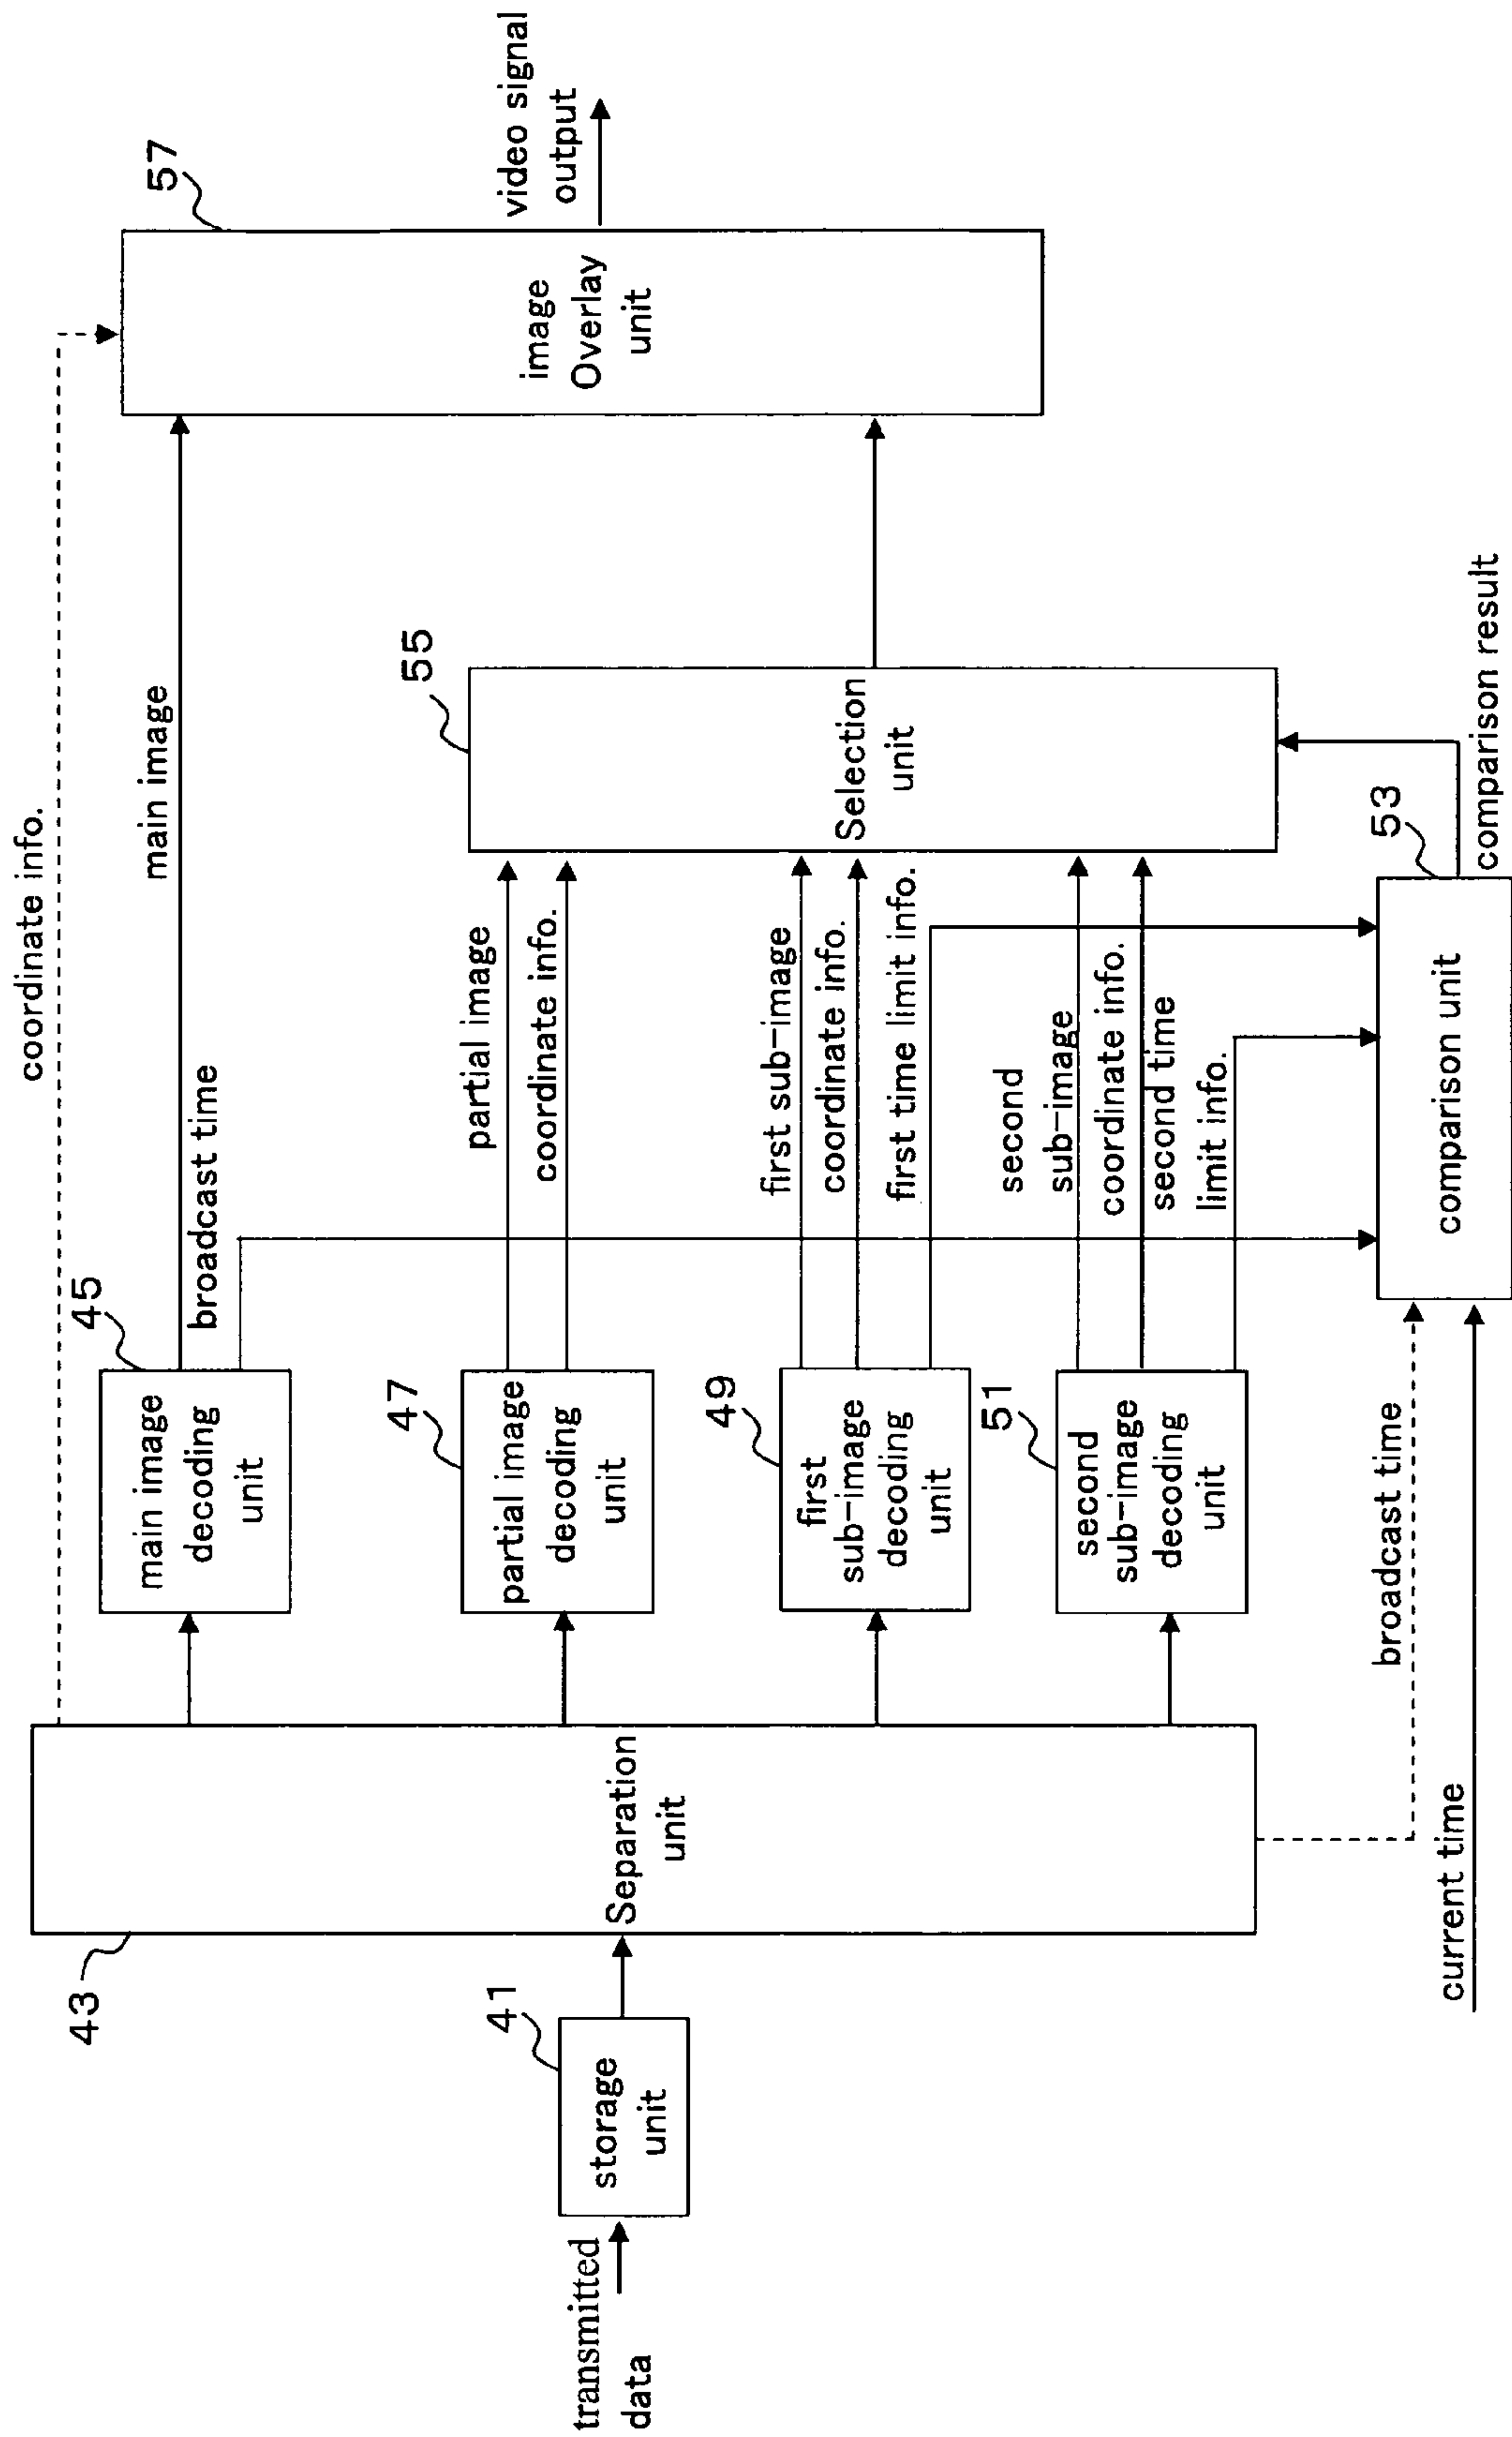 coordinate info.
main image
broadcast time
45
main image
decoding
unit
57
image
Overlay
unit
video signal
output
43
Separation
unit
41
storage
unit
transmitted
data
47
partial image
decoding
unit
partial image
coordinate info.
55
Selection
unit
49
first
sub-image
decoding
unit
first sub-image
coordinate info.
first time limit info.
51
second
sub-image
decoding
unit
second
sub-image
coordinate info.
second time
limit info.
53
comparison unit
comparison result
broadcast time
current time